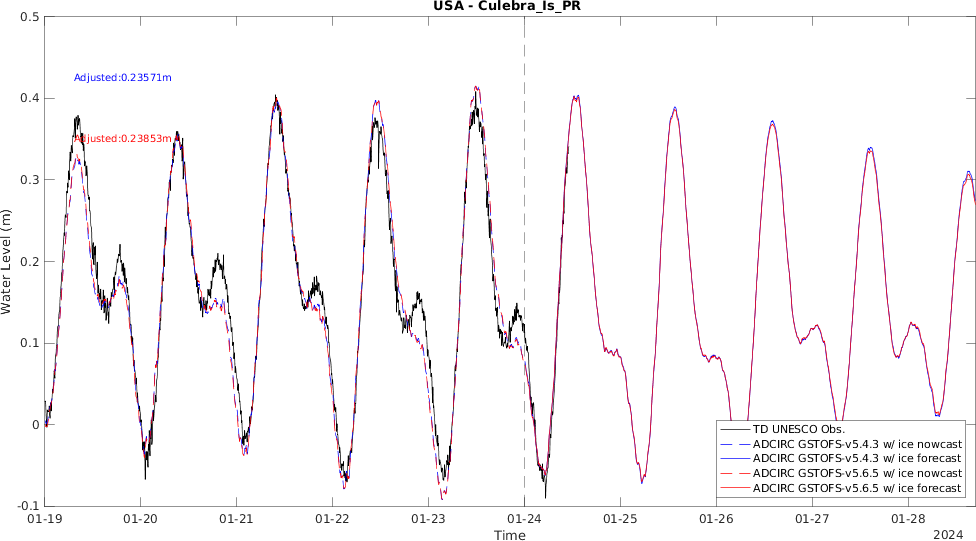 USA - Culebra_Is_PR
0.5
Adjusted:0.23571m
0.4
Adjusted:0.23853m
0.3
Water Level (m)
0.2
0.1
0
-0.1
TD UNESCO Obs.
ADCIRC GSTOFS-v5.4.3 w/ ice nowcast
ADCIRC GSTOFS-v5.4.3 w/ ice forecast
ADCIRC GSTOFS-v5.6.5 w/ ice nowcast
ADCIRC GSTOFS-v5.6.5 w/ ice forecast
01-19 01-20 01-21 01-22 01-23 01-24 01-25 01-26 01-27 01-28
Time
2024